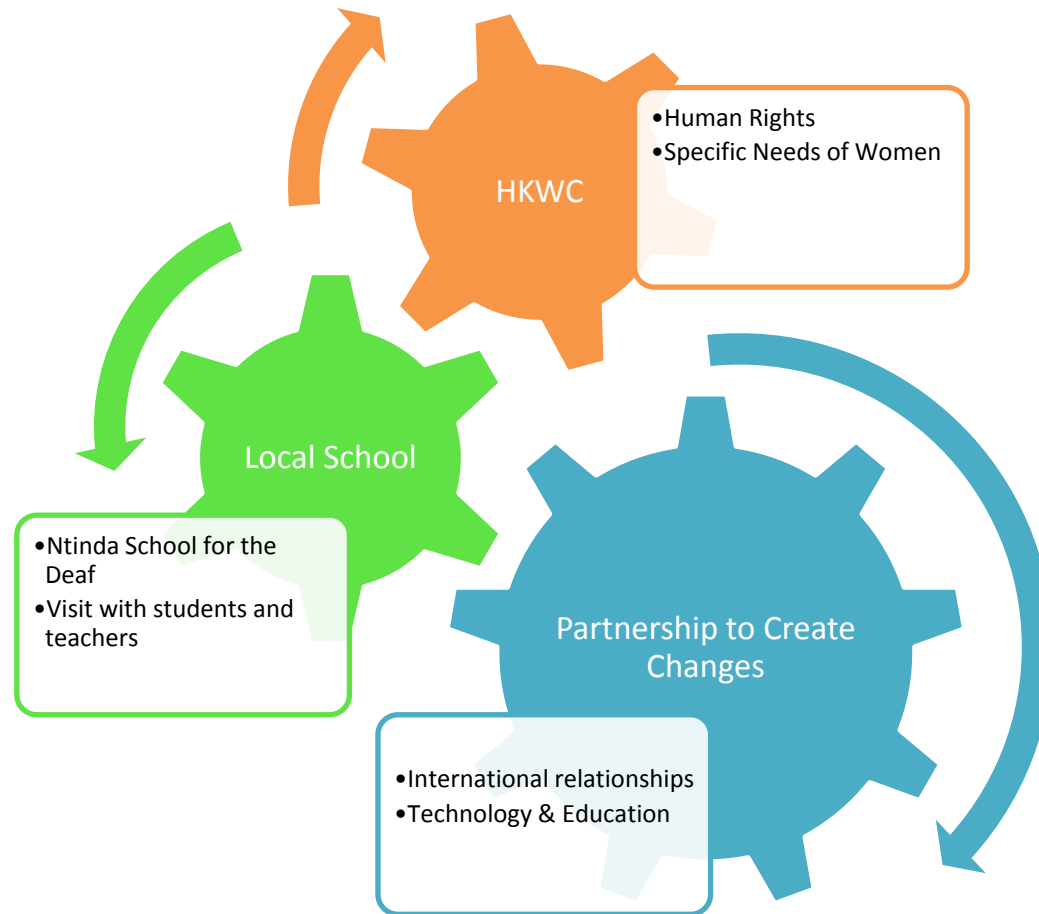 HKWC
•Human Rights
•Specific Needs of Women
Local School
•Ntinda School for the
Deaf
•Visit with students and
teachers
Partnership to Create
Changes
•International relationships
•Technology & Education